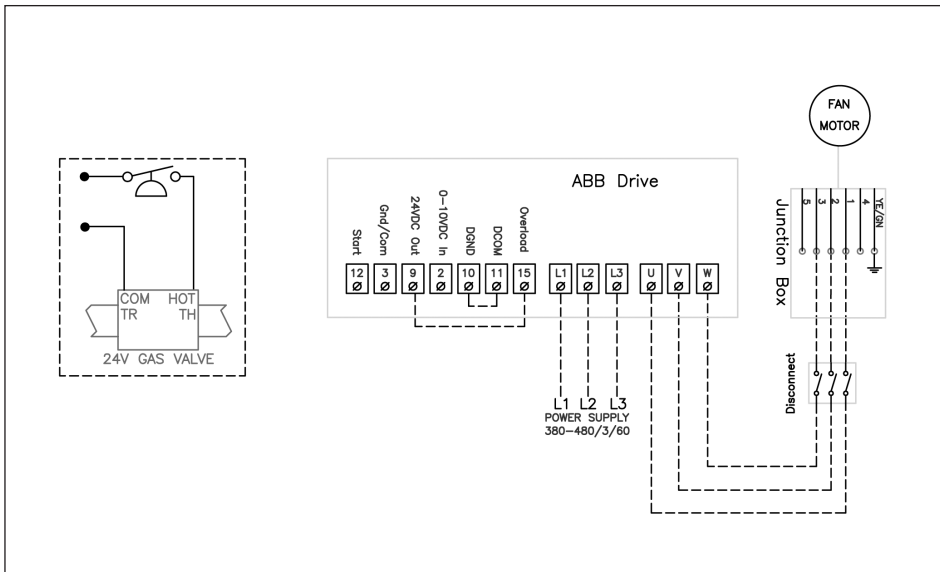 FAN
MOTOR
ABB Drive
Start
Gnd/Com
24VDC Out
0-10VDC In
DGND
DCOM
Overload
12 3 9 2 10 11 15 L1 L2 L3 U V W
Junction Box
5 3 2 1 4 YE/GN
COM HOT
TR TH
24V GAS VALVE
Disconnect
L1 L2 L3
POWER SUPPLY
380-480/3/60